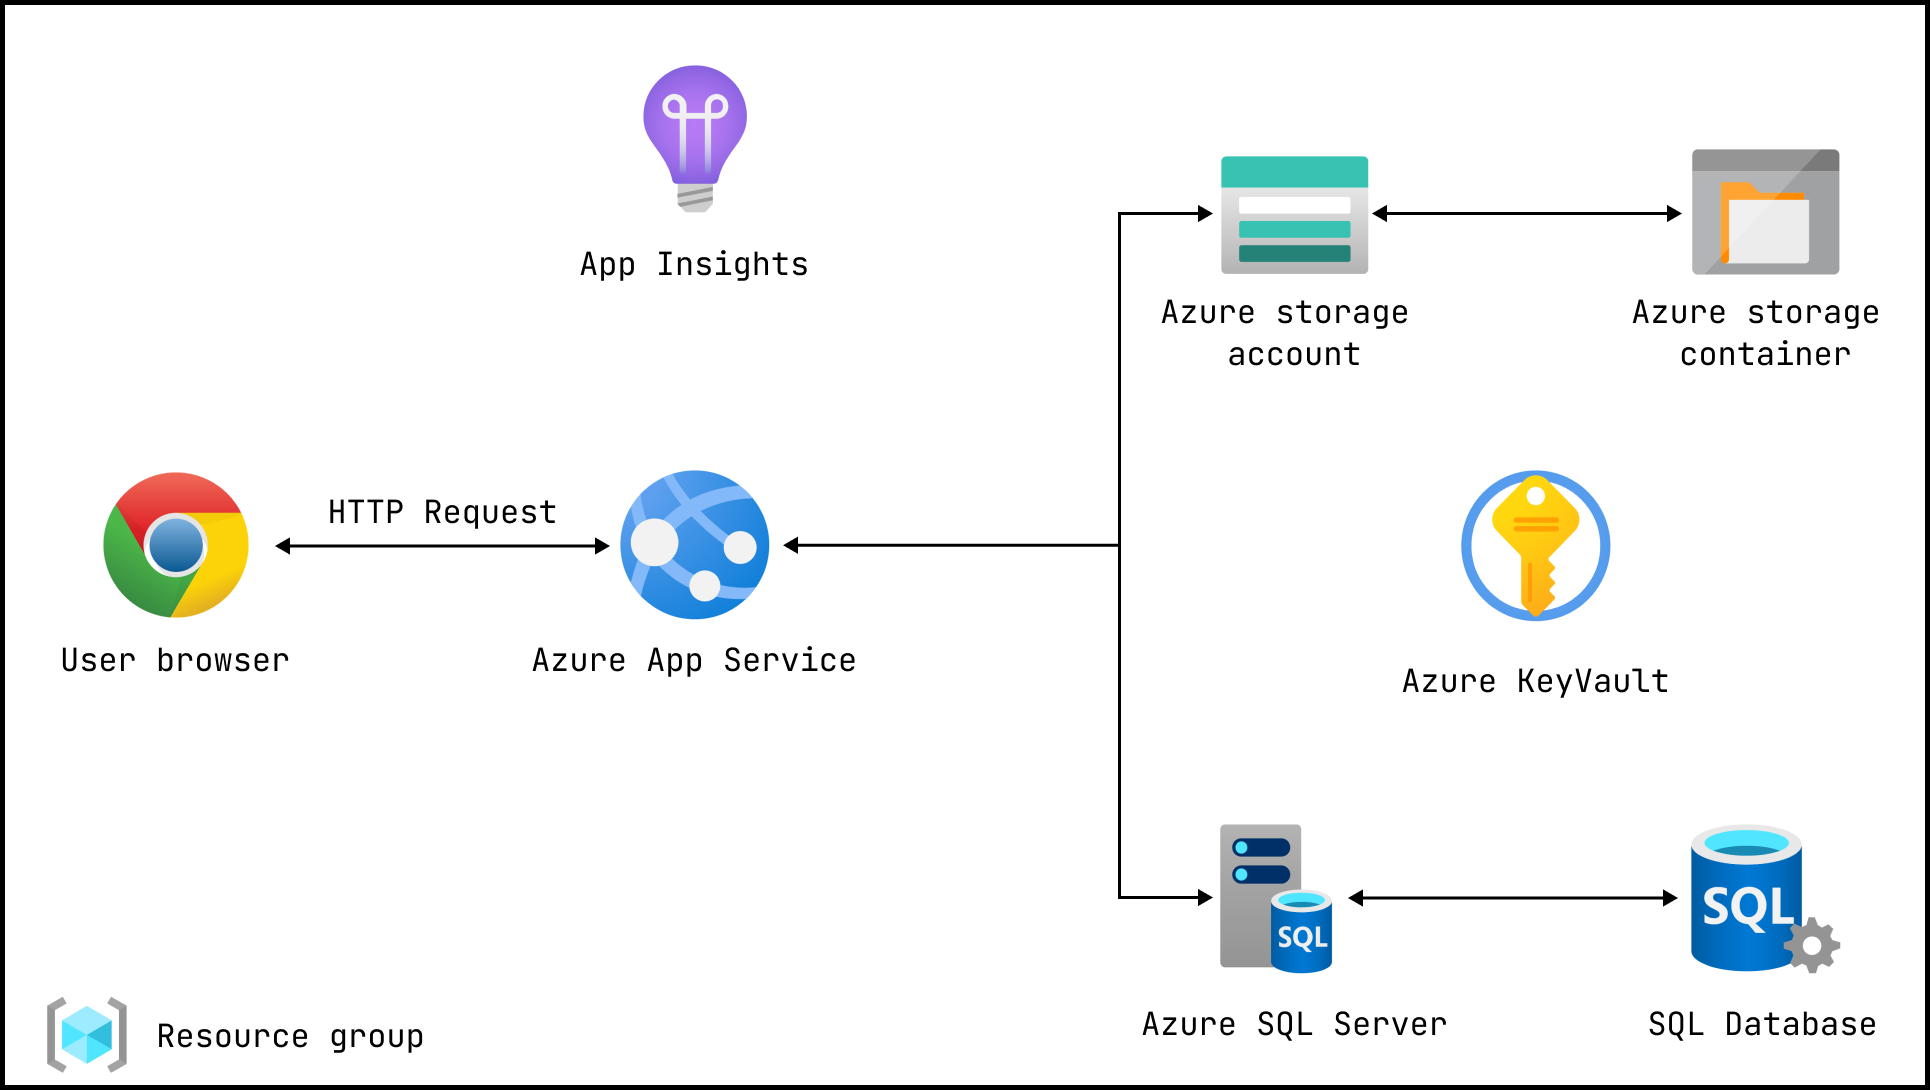 App Insights
Azure storage
account
Azure storage
container
HTTP Request
User browser
Azure App Service
Azure KeyVault
SQL
SQL
Azure SQL Server
SQL Database
Resource group